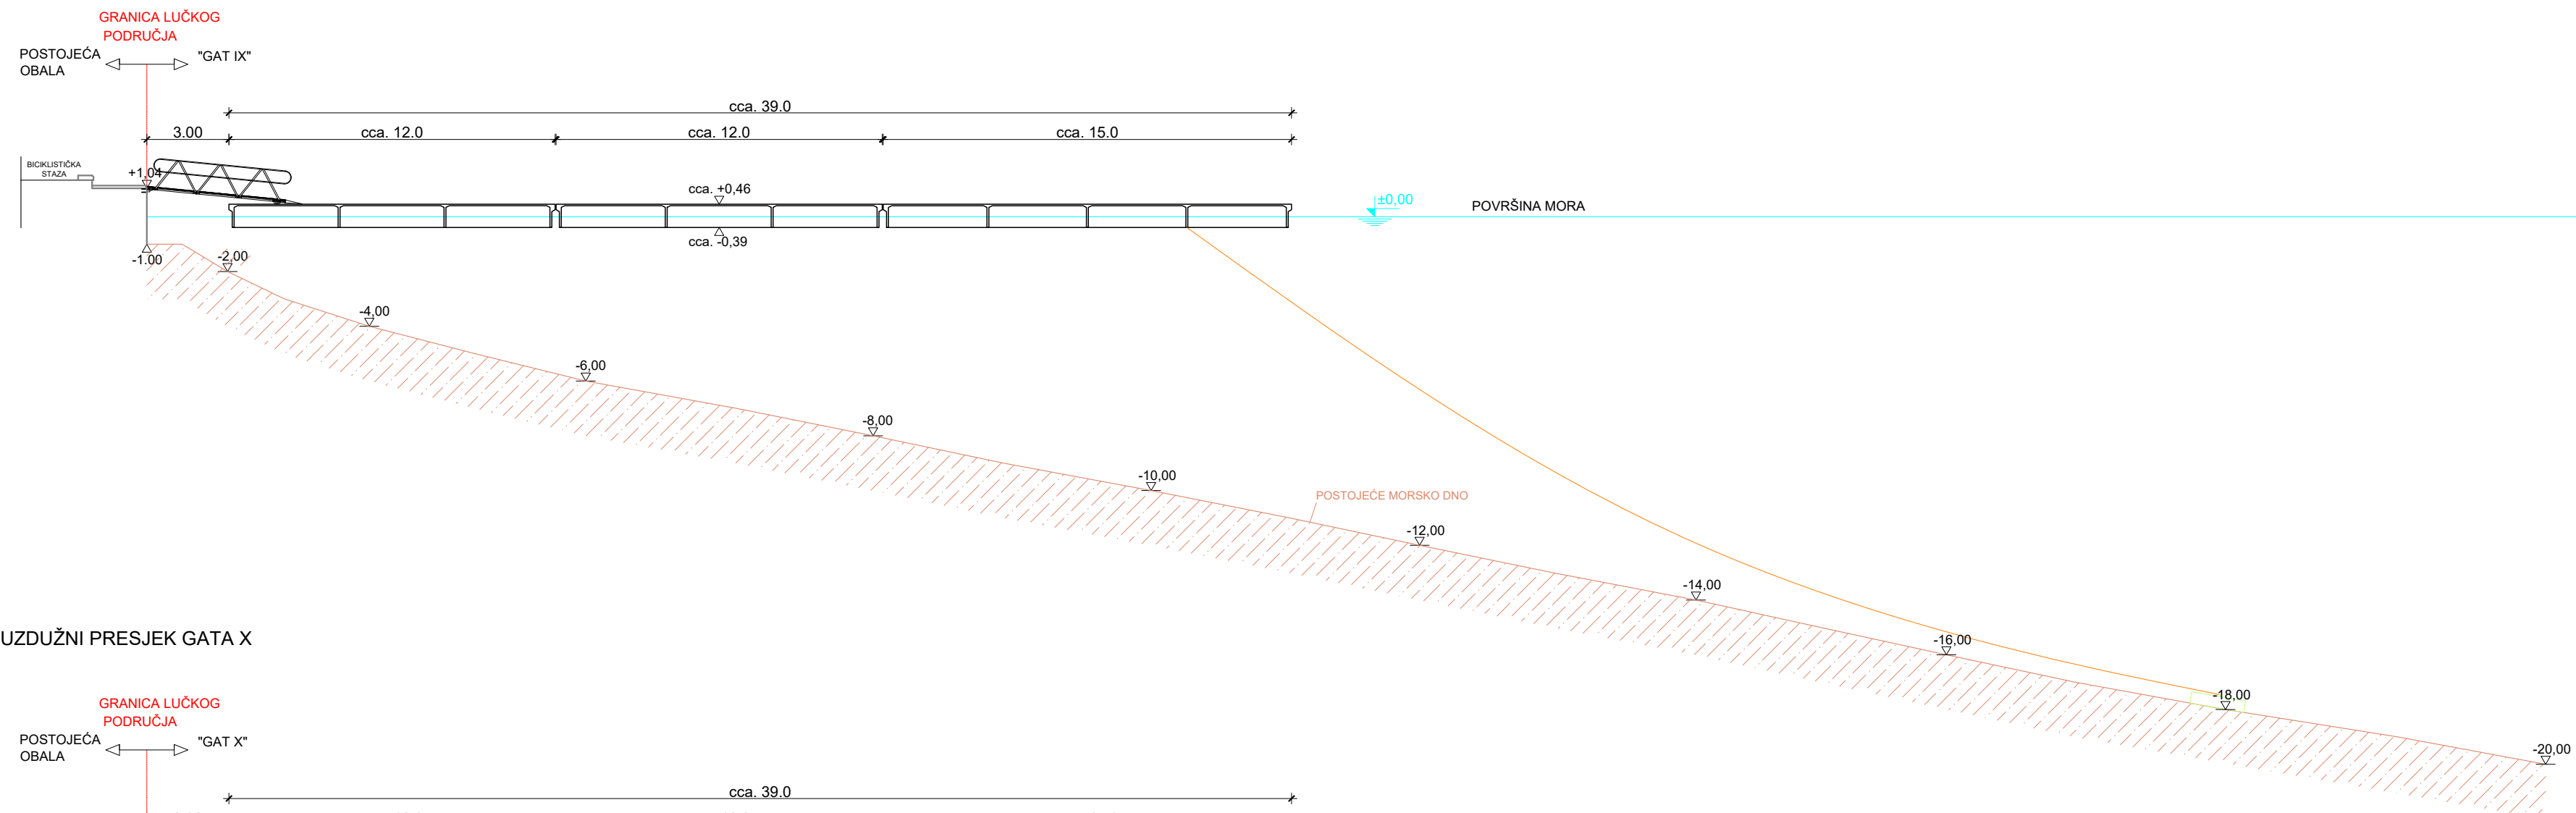 GRANICA LUČKOG
PODRUČJA
POSTOJEĆA
OBALA
"GAT IX"
cca. 39.0
3.00
cca. 12.0
cca. 12.0
cca. 15.0
BICIKLISTIČKA
STAZA
+1,04
cca. +0,46
±0,00
POVRŠINA MORA
cca. -0,39
-1.00
-2,00
-4,00
-6,00
-8,00
-10,00
POSTOJEĆE MORSKO DNO
-12,00
-14,00
-16,00
-18,00
-20,00
UZDUŽNI PRESJEK GATA X
GRANICA LUČKOG
PODRUČJA
POSTOJEĆA
OBALA
"GAT X"
cca. 39.0